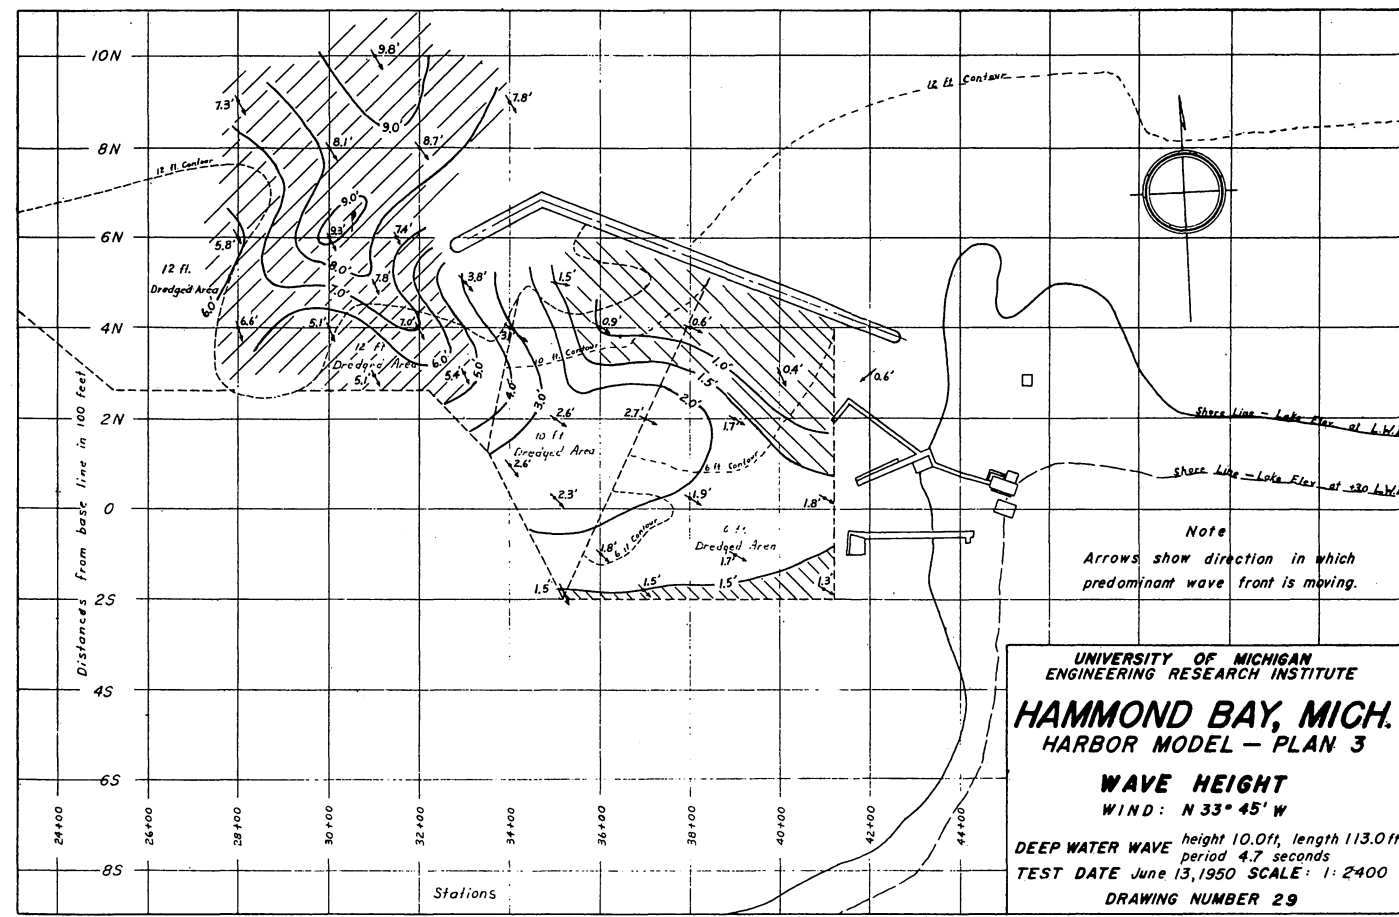 10N
9.8'
12 ft Contour
7.3'
7.8'
9.0'
8N
8.1'
8.7'
12 ft Contour
9.0'
6N
5.8'
9.3'
7.4'
12 ft.
Dredged Area
8.0'
7.8'
3.8'
1.5'
6.0'
7.0'
4N
6.6'
5.1'
7.0'
0.9'
0.6'
12 ft
Dredged Area
5.1'
6.0'
5.4'
5.0'
4.0'
3.0'
10 ft Contour
1.0'
1.5'
2.0'
0.4'
0.6'
2N
2.6'
2.7'
1.7'
10 ft
Dredged Area
2.6'
6 ft Contour
Shore Line - Lake Elev at L.W.
Shore Line - Lake Elev at +3.0 L.W.
0
2.3'
1.9'
1.8'
1.8'
6 ft Contour
6 ft.
Dredged Area
1.7'
1.5'
1.5'
1.5'
1.3'
2S
4S
6S
8S
Distances from base line in 100 feet
Note
Arrows show direction in which
predominant wave front is moving.
24+00
26+00
28+00
30+00
32+00
34+00
36+00
38+00
40+00
42+00
44+00
Stations
UNIVERSITY OF MICHIGAN
ENGINEERING RESEARCH INSTITUTE
HAMMOND BAY, MICH.
HARBOR MODEL — PLAN 3
WAVE HEIGHT
WIND: N 33° 45' W
DEEP WATER WAVE height 10.0ft, length 113.0ft
period 4.7 seconds
TEST DATE June 13, 1950 SCALE: 1:2400
DRAWING NUMBER 29